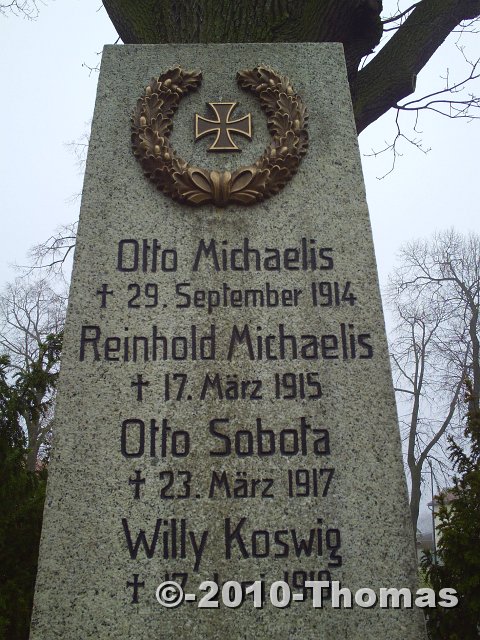 Otto Michaelis
† 29. September 1914
Reinhold Michaelis
† 17. März 1915
Otto Sobota
† 23. März 1917
Willy Koswig
† 17.
©-2010-Thomas